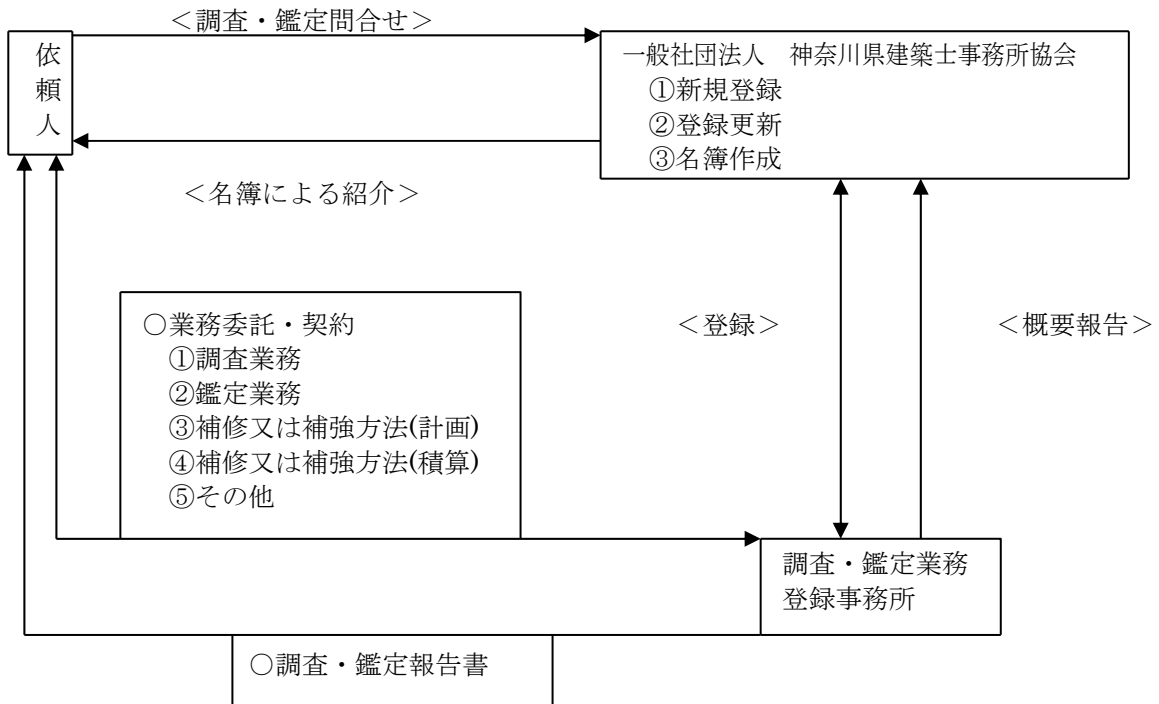 ＜調査・鑑定問合せ＞
依頼人
一般社団法人　神奈川県建築士事務所協会
①新規登録
②登録更新
③名簿作成
＜名簿による紹介＞
○業務委託・契約
①調査業務
②鑑定業務
③補修又は補強方法(計画)
④補修又は補強方法(積算)
⑤その他
＜登録＞
＜概要報告＞
調査・鑑定業務
登録事務所
○調査・鑑定報告書